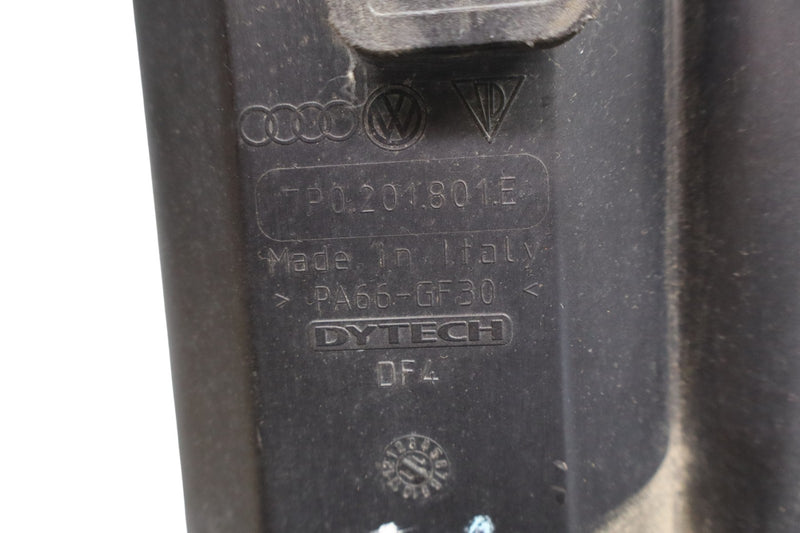 7P0.201.801.E
Made in Italy
> PA66-GF30 <
DYTECH
DF4